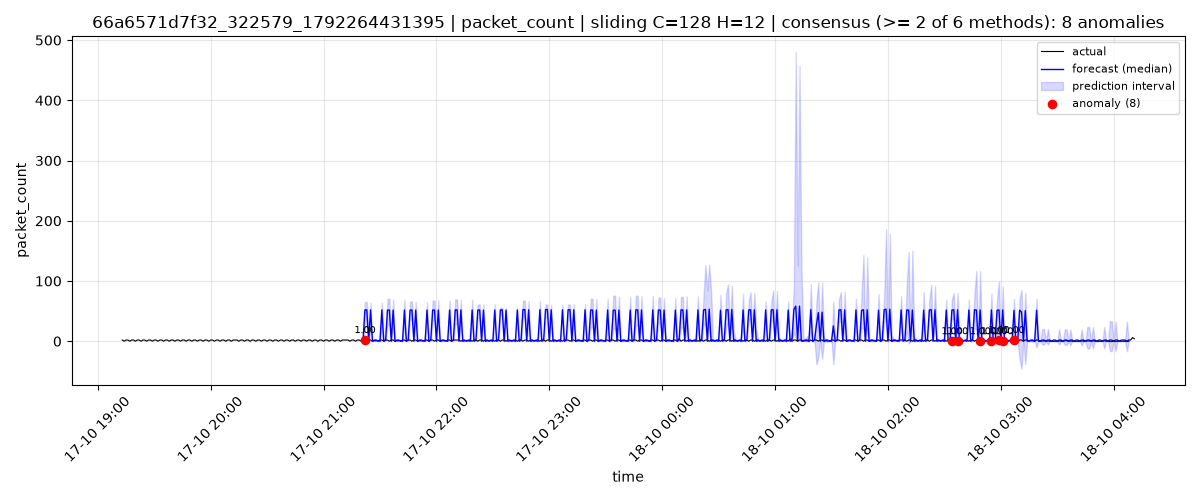 66a6571d7f32_322579_1792264431395 | packet_count | sliding C=128 H=12 | consensus (>= 2 of 6 methods): 8 anomalies
500
400
300
200
100
0
packet_count
actual
forecast (median)
prediction interval
anomaly (8)
1.00
17-10 19:00
17-10 20:00
17-10 21:00
17-10 22:00
17-10 23:00
18-10 00:00
18-10 01:00
18-10 02:00
18-10 03:00
18-10 04:00
time